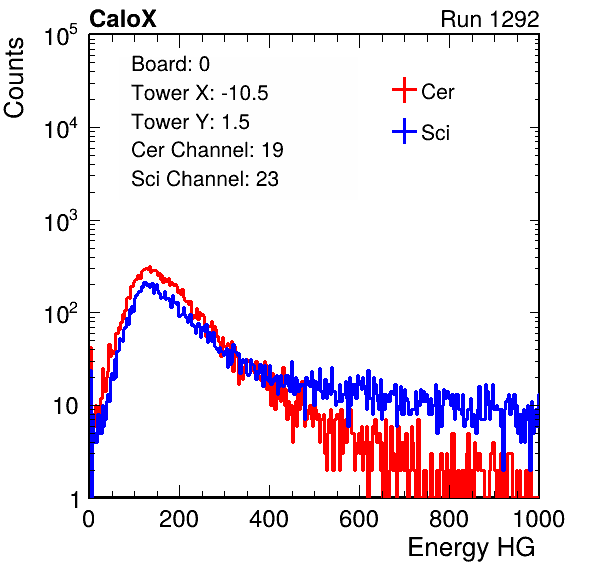 CaloX Run 1292
Counts
Board: 0
Tower X: -10.5
Tower Y: 1.5
Cer Channel: 19
Sci Channel: 23
Cer
Sci
10^5
10^4
10^3
10^2
10
1
0 200 400 600 800 1000
Energy HG